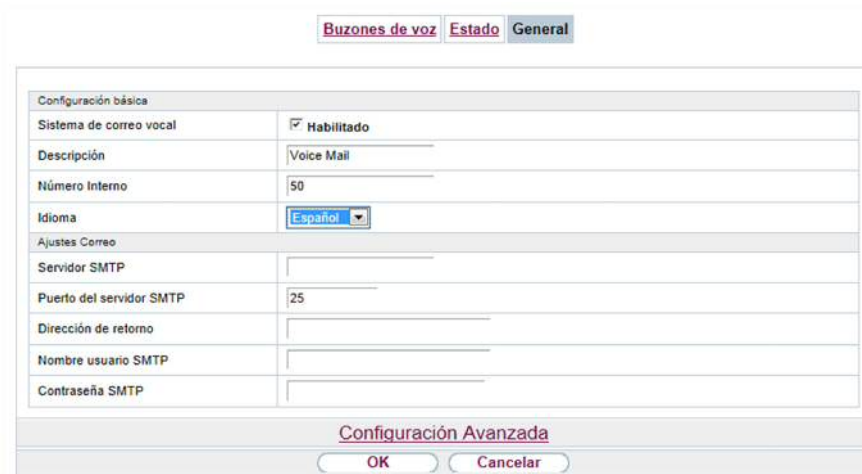 Buzones de voz Estado General
Configuración básica
Sistema de correo vocal Habilitado
Descripción Voice Mail
Número Interno 50
Idioma Español
Ajustes Correo
Servidor SMTP
Puerto del servidor SMTP 25
Dirección de retorno
Nombre usuario SMTP
Contraseña SMTP
Configuración Avanzada
OK Cancelar